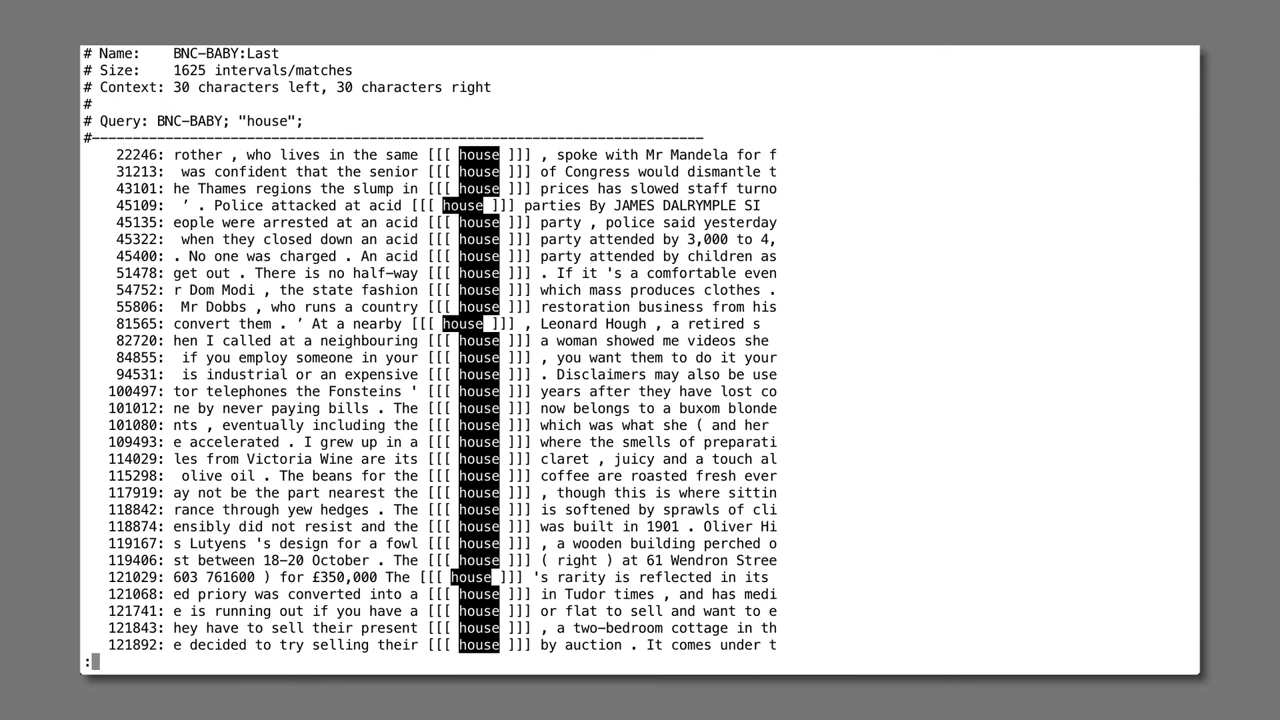 # Name:    BNC-BABY:Last
# Size:    1625 intervals/matches
# Context: 30 characters left, 30 characters right
#
# Query: BNC-BABY; "house";
#-----------------------------------------------------------------------------
22246: rother , who lives in the same [[[ house ]]] , spoke with Mr Mandela for f
31213:  was confident that the senior [[[ house ]]] of Congress would dismantle t
43101: he Thames regions the slump in [[[ house ]]] prices has slowed staff turno
45109:  ’ . Police attacked at acid [[[ house ]]] parties By JAMES DALRYMPLE SI
45135: eople were arrested at an acid [[[ house ]]] party , police said yesterday
45322:  when they closed down an acid [[[ house ]]] party attended by 3,000 to 4,
45400: . No one was charged . An acid [[[ house ]]] party attended by children as
51478: get out . There is no half-way [[[ house ]]] . If it 's a comfortable even
54752: r Dom Modi , the state fashion [[[ house ]]] which mass produces clothes .
55806:  Mr Dobbs , who runs a country [[[ house ]]] restoration business from his
81565: convert them . ’ At a nearby [[[ house ]]] , Leonard Hough , a retired s
82720: hen I called at a neighbouring [[[ house ]]] a woman showed me videos she
84855:  if you employ someone in your [[[ house ]]] , you want them to do it your
94531: is industrial or an expensive [[[ house ]]] . Disclaimers may also be use
100497: tor telephones the Fonsteins ' [[[ house ]]] years after they have lost co
101012: ne by never paying bills . The [[[ house ]]] now belongs to a buxom blonde
101080: nts , eventually including the [[[ house ]]] which was what she ( and her
109493: e accelerated . I grew up in a [[[ house ]]] where the smells of preparati
114029: les from Victoria Wine are its [[[ house ]]] claret , juicy and a touch al
115298:  olive oil . The beans for the [[[ house ]]] coffee are roasted fresh ever
117919: ay not be the part nearest the [[[ house ]]] , though this is where sittin
118842: rance through yew hedges . The [[[ house ]]] is softened by sprawls of cli
118874: ensibly did not resist and the [[[ house ]]] was built in 1901 . Oliver Hi
119167: s Lutyens 's design for a fowl [[[ house ]]] , a wooden building perched o
119406: st between 18-20 October . The [[[ house ]]] ( right ) at 61 Wendron Stree
121029: 603 761600 ) for £350,000 The [[[ house ]]] 's rarity is reflected in its
121068: ed priory was converted into a [[[ house ]]] in Tudor times , and has medi
121741: e is running out if you have a [[[ house ]]] or flat to sell and want to e
121843: hey have to sell their present [[[ house ]]] , a two-bedroom cottage in th
121892: e decided to try selling their [[[ house ]]] by auction . It comes under t
: